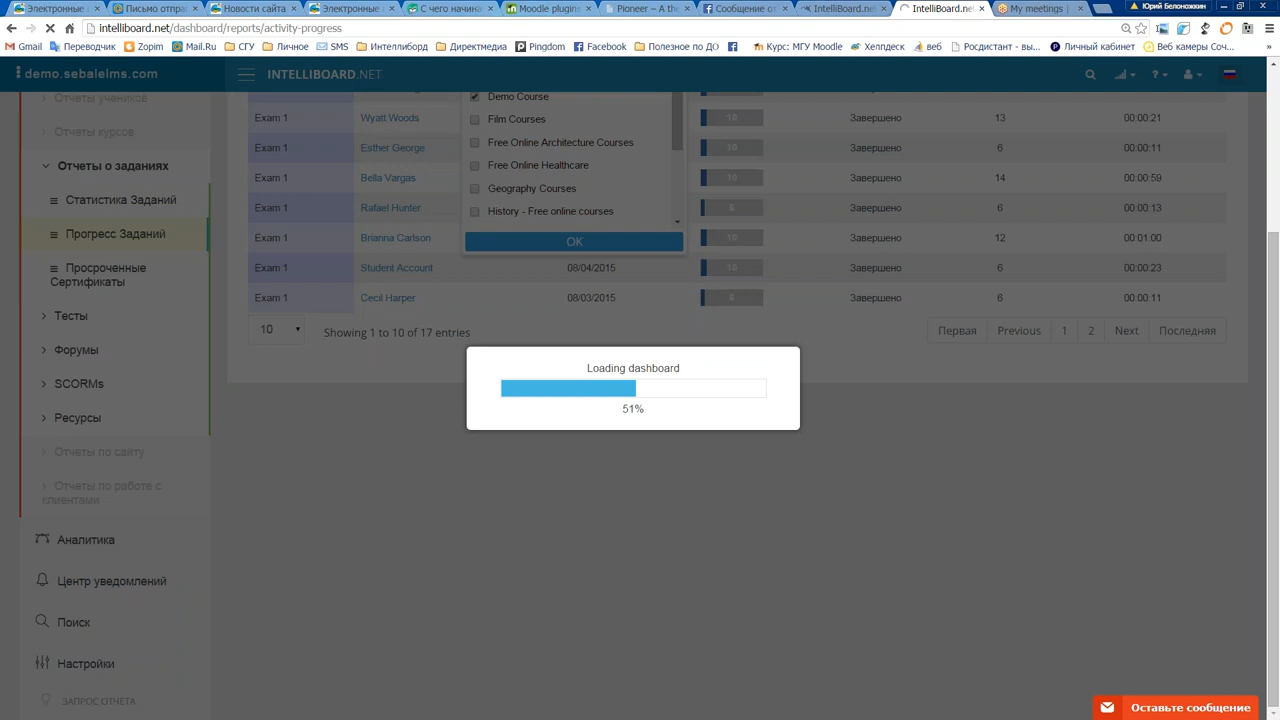 Электронные
Письмо отпра
Новости сайта
Электронные
С чего начина
Moodle plugin
Pioneer – A th
Сообщение от
IntelliBoard.ne
IntelliBoard.ne
My meetings
Юрий Белоножкин
intelliboard.net/dashboard/reports/activity-progress
Gmail Переводчик Zopim Mail.Ru СГУ Личное SMS Интеллиборд Директмедиа Pingdom Facebook Полезное по ДО Курс: МГУ Moodle Хелпдеск веб Росдистант - вы... Личный кабинет Веб камеры Соч... »
demo.sebalelms.com INTELLIBOARD.NET
Отчеты учеников
Отчеты курсов
Отчеты о заданиях
Статистика Заданий
Прогресс Заданий
Просроченные
Сертификаты
Тесты
Форумы
SCORMs
Ресурсы
Отчеты по сайту
Отчеты по работе с
клиентами
Аналитика
Центр уведомлений
Поиск
Настройки
ЗАПРОС ОТЧЕТА
Demo Course
Film Courses
Free Online Architecture Courses
Free Online Healthcare
Geography Courses
History - Free online courses
OK
Exam 1 Wyatt Woods 10 Завершено 13 00:00:21
Exam 1 Esther George 10 Завершено 6 00:00:11
Exam 1 Bella Vargas 10 Завершено 14 00:00:59
Exam 1 Rafael Hunter 6 Завершено 6 00:00:13
Exam 1 Brianna Carlson 10 Завершено 12 00:01:00
Exam 1 Student Account 08/04/2015 10 Завершено 6 00:00:23
Exam 1 Cecil Harper 08/03/2015 6 Завершено 6 00:00:11
10 Showing 1 to 10 of 17 entries Первая Previous 1 2 Next Последняя
Loading dashboard
51%
Оставьте сообщение